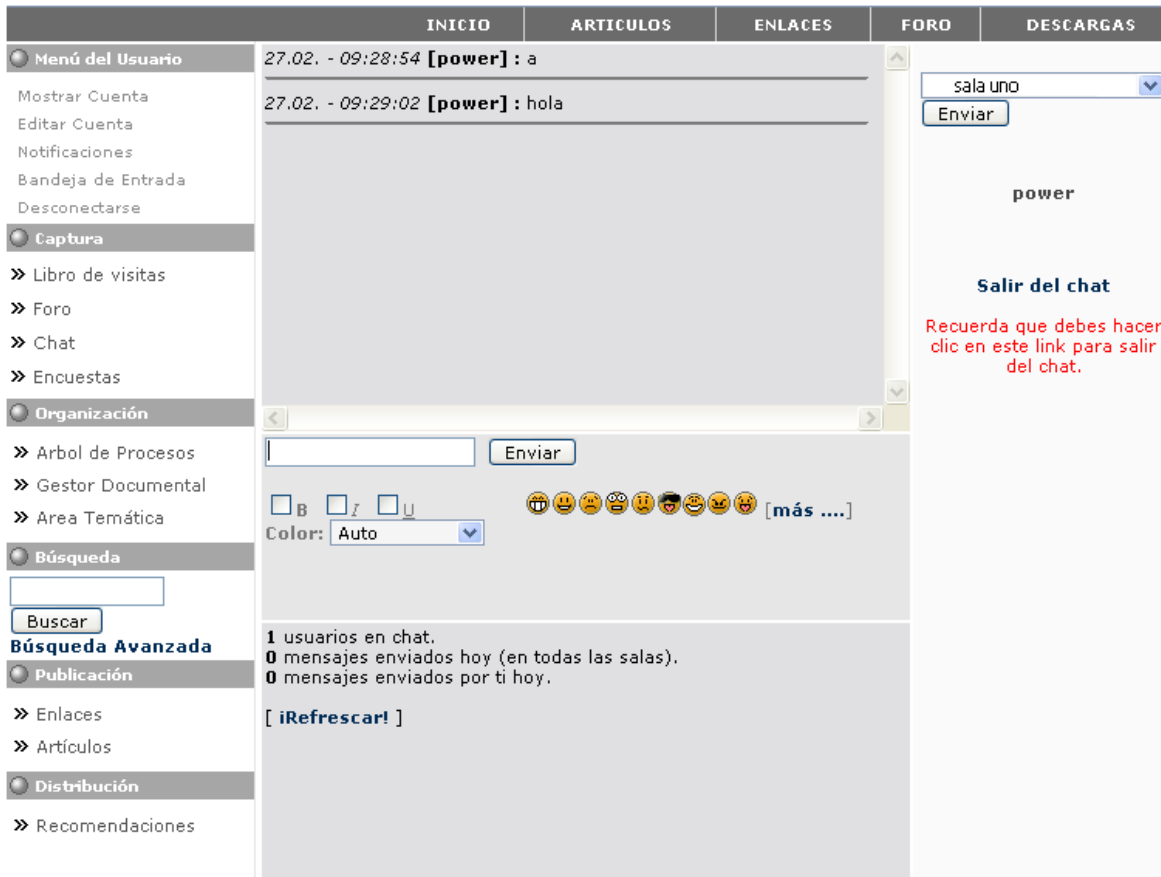 INICIO ARTICULOS ENLACES FORO DESCARGAS
Menú del Usuario
Mostrar Cuenta
Editar Cuenta
Notificaciones
Bandeja de Entrada
Desconectarse
Captura
Libro de visitas
Foro
Chat
Encuestas
Organización
Arbol de Procesos
Gestor Documental
Area Temática
Búsqueda
Buscar
Búsqueda Avanzada
Publicación
Enlaces
Artículos
Distribución
Recomendaciones
27.02. - 09:28:54 [power] : a
27.02. - 09:29:02 [power] : hola
Enviar
B I U
[más ....]
Color: Auto
1 usuarios en chat.
0 mensajes enviados hoy (en todas las salas).
0 mensajes enviados por ti hoy.
[ ¡Refrescar! ]
sala uno
Enviar
power
Salir del chat
Recuerda que debes hacer
clic en este link para salir
del chat.